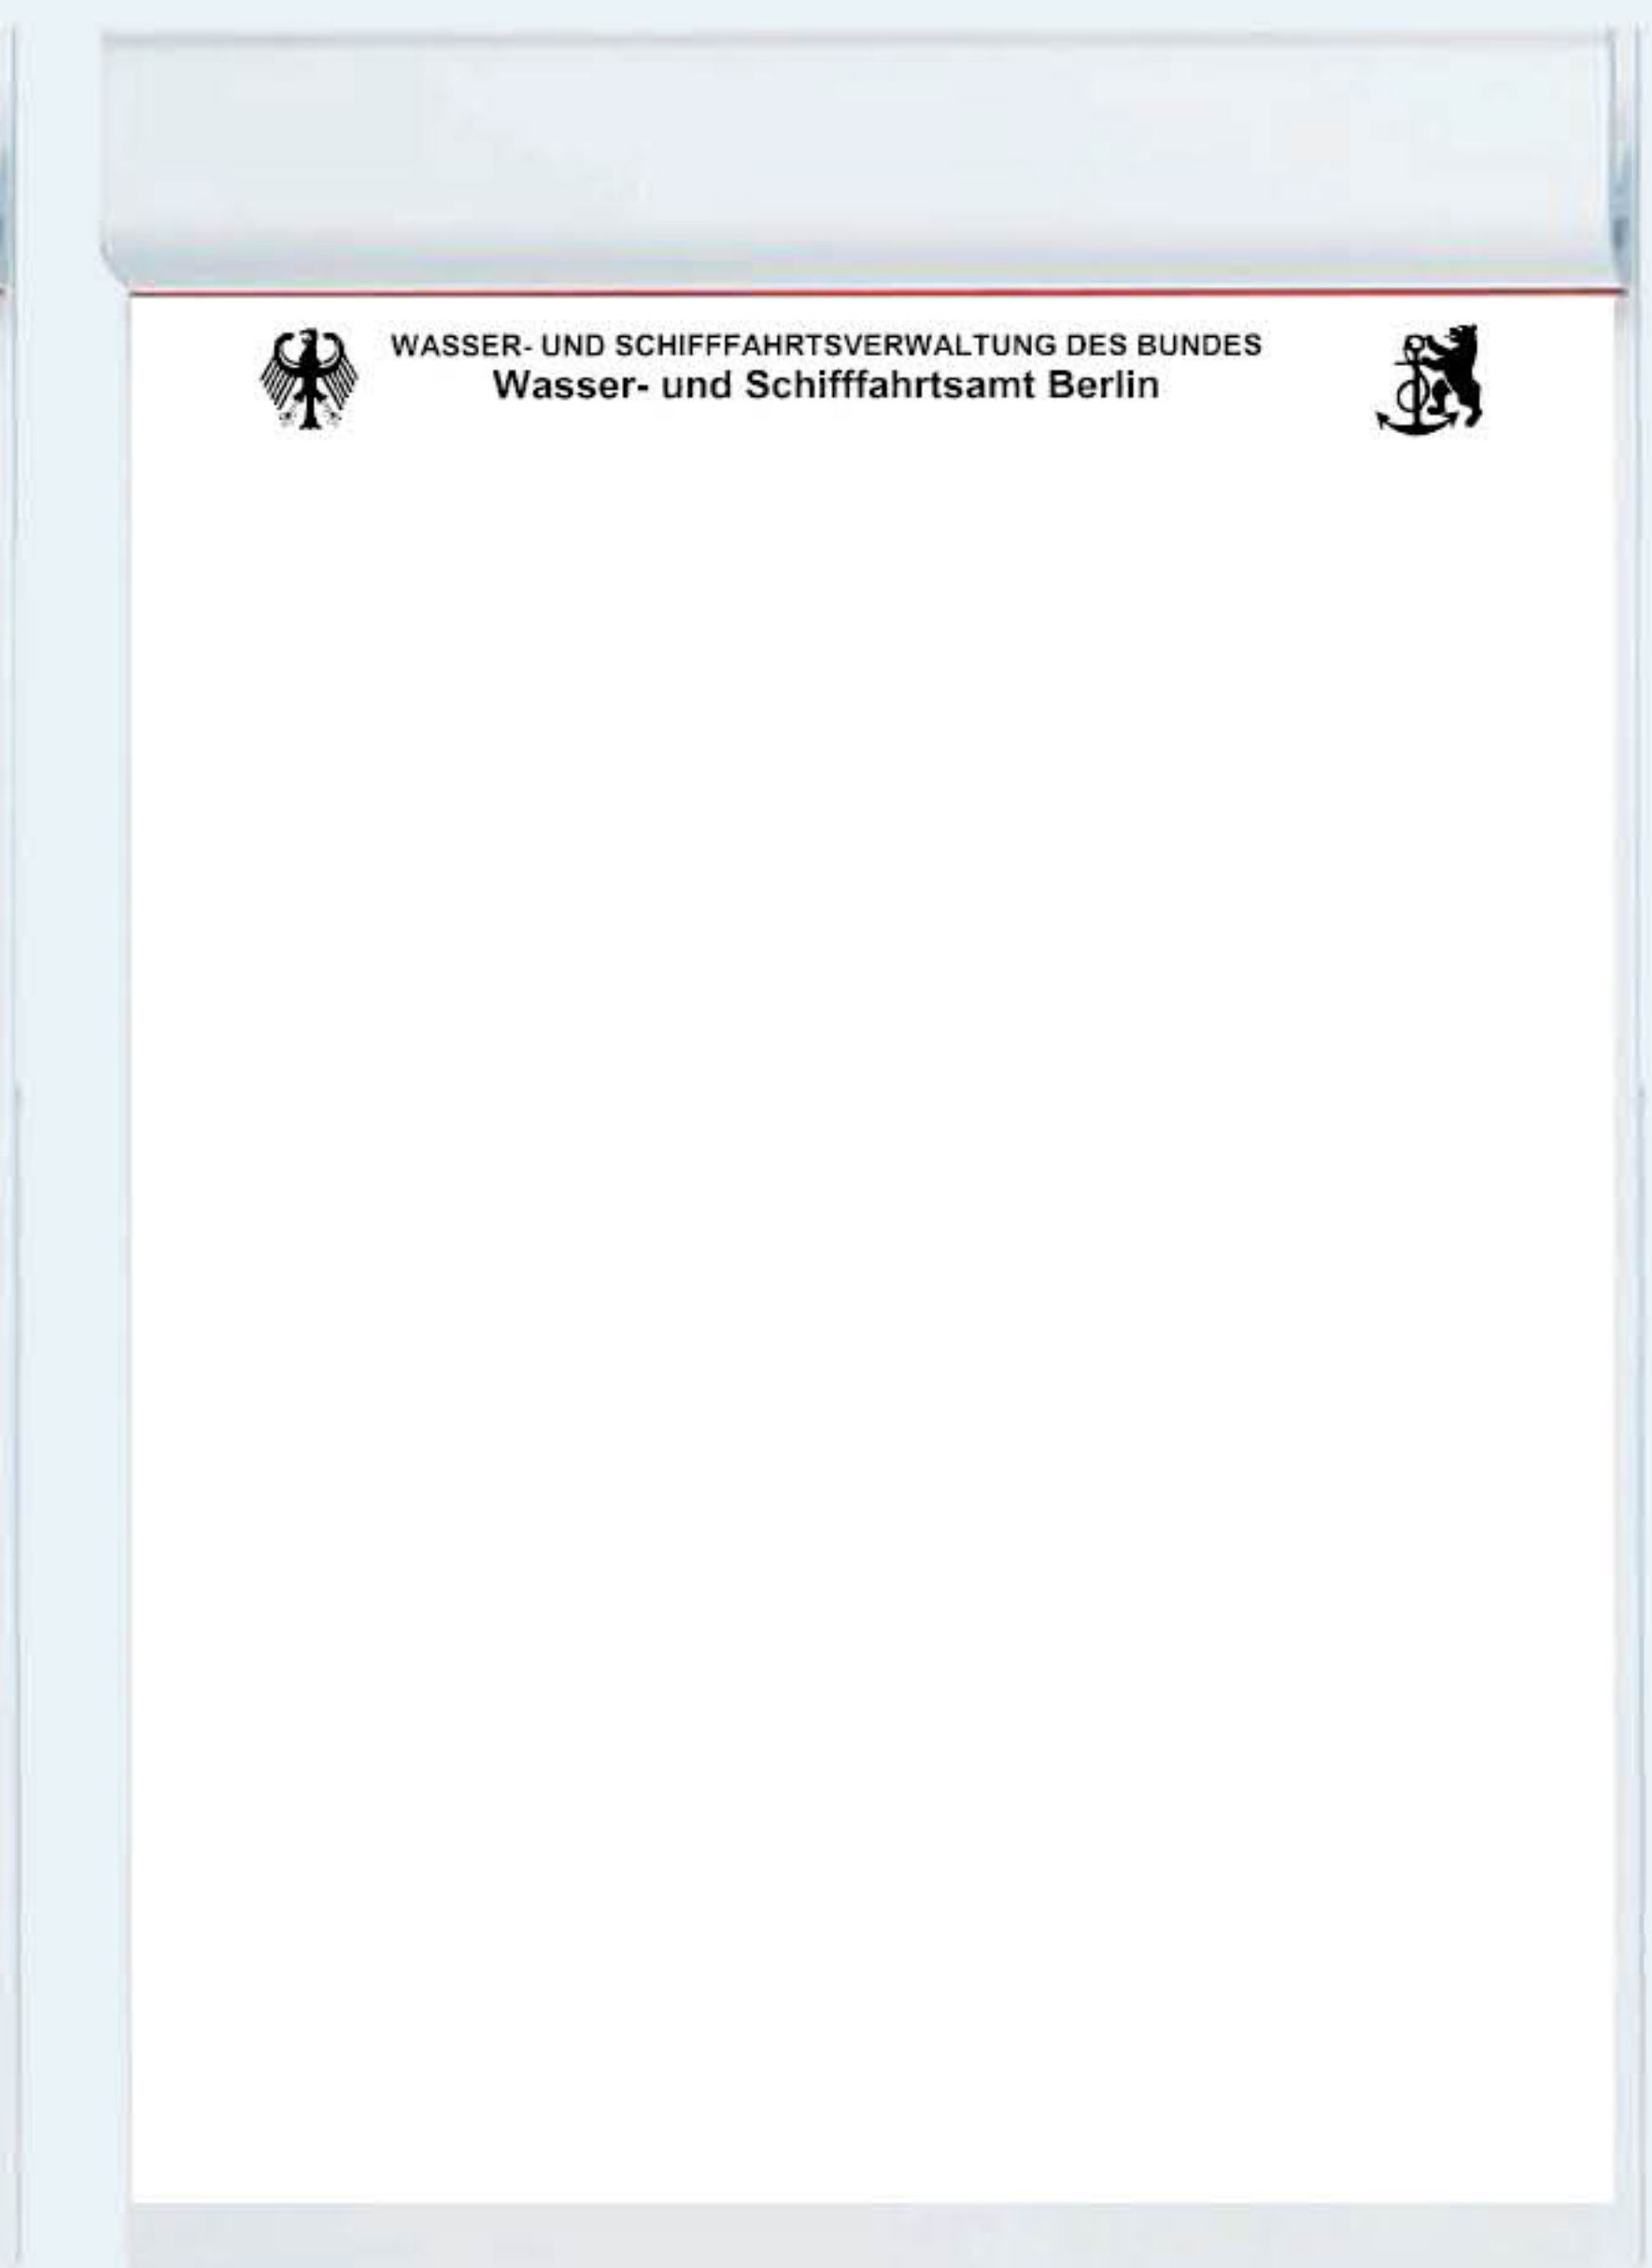 WASSER- UND SCHIFFFAHRTSVERWALTUNG DES BUNDES
Wasser- und Schifffahrtsamt Berlin